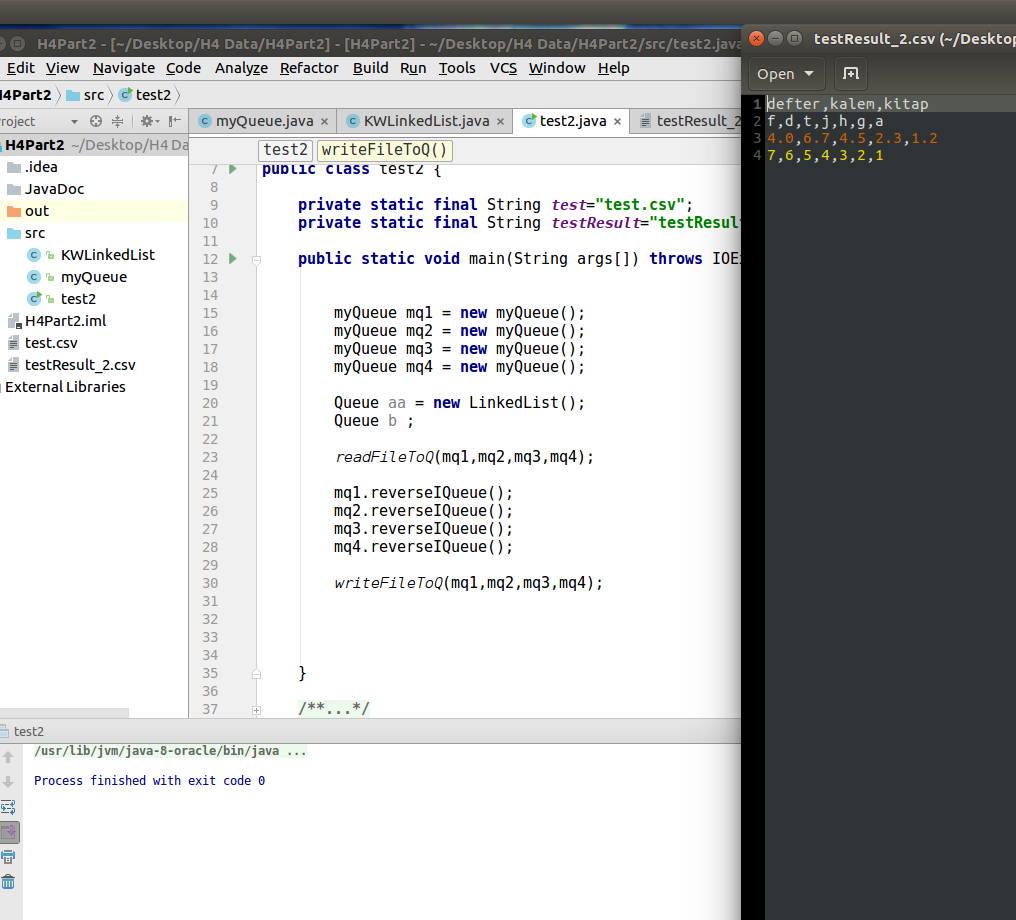 H4Part2 - [~/Desktop/H4 Data/H4Part2] - [H4Part2] - ~/Desktop/H4 Data/H4Part2/src/test2.java
Edit View Navigate Code Analyze Refactor Build Run Tools VCS Window Help
H4Part2 src test2
roject
myQueue.java × KWLinkedList.java × test2.java × testResult_2
H4Part2 ~/Desktop/H4 Da
.idea
JavaDoc
out
src
KWLinkedList
myQueue
test2
H4Part2.iml
test.csv
testResult_2.csv
External Libraries
test2 writeFileToQ()
7 public class test2 {
8
9 private static final String test="test.csv";
10 private static final String testResult="testResul
11
12 public static void main(String args[]) throws IOE
13
14
15 myQueue mq1 = new myQueue();
16 myQueue mq2 = new myQueue();
17 myQueue mq3 = new myQueue();
18 myQueue mq4 = new myQueue();
19
20 Queue aa = new LinkedList();
21 Queue b ;
22
23 readFileToQ(mq1,mq2,mq3,mq4);
24
25 mq1.reverseIQueue();
26 mq2.reverseIQueue();
27 mq3.reverseIQueue();
28 mq4.reverseIQueue();
29
30 writeFileToQ(mq1,mq2,mq3,mq4);
31
32
33
34
35 }
36
37 /**...*/
test2
/usr/lib/jvm/java-8-oracle/bin/java ...
Process finished with exit code 0
testResult_2.csv (~/Deskto
Open
1 defter,kalem,kitap
2 f,d,t,j,h,g,a
3 4.0,6.7,4.5,2.3,1.2
4 7,6,5,4,3,2,1